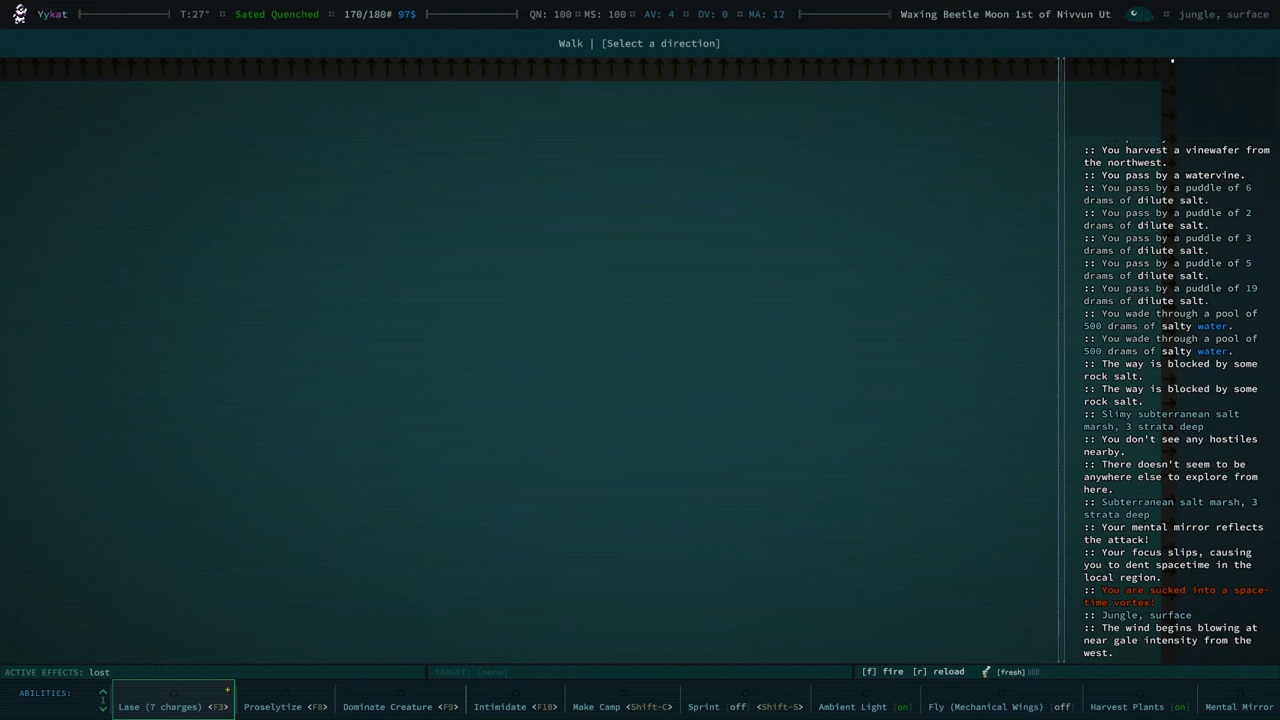 Yykat T:27° Sated Quenched 170/180# 97$ QN: 100 MS: 100 AV: 4 DV: 0 MA: 12 Waxing Beetle Moon 1st of Nivvun Ut jungle, surface
Walk | [Select a direction]
:: You harvest a vinewafer from
the northwest.
:: You pass by a watervine.
:: You pass by a puddle of 6
drams of dilute salt.
:: You pass by a puddle of 2
drams of dilute salt.
:: You pass by a puddle of 3
drams of dilute salt.
:: You pass by a puddle of 5
drams of dilute salt.
:: You pass by a puddle of 19
drams of dilute salt.
:: You wade through a pool of
500 drams of salty water.
:: You wade through a pool of
500 drams of salty water.
:: The way is blocked by some
rock salt.
:: The way is blocked by some
rock salt.
:: Slimy subterranean salt
marsh, 3 strata deep
:: You don't see any hostiles
nearby.
:: There doesn't seem to be
anywhere else to explore from
here.
:: Subterranean salt marsh, 3
strata deep
:: Your mental mirror reflects
the attack!
:: Your focus slips, causing
you to dent spacetime in the
local region.
:: You are sucked into a space-
time vortex!
:: Jungle, surface
:: The wind begins blowing at
near gale intensity from the
west.
ACTIVE EFFECTS: lost TARGET: [none] [f] fire [r] reload [fresh]
ABILITIES: 1 Lase (7 charges) <F3> Proselytize <F8> Dominate Creature <F9> Intimidate <F10> Make Camp <Shift-C> Sprint [off] <Shift-S> Ambient Light [on] Fly (Mechanical Wings) [off] Harvest Plants [on] Mental Mirror